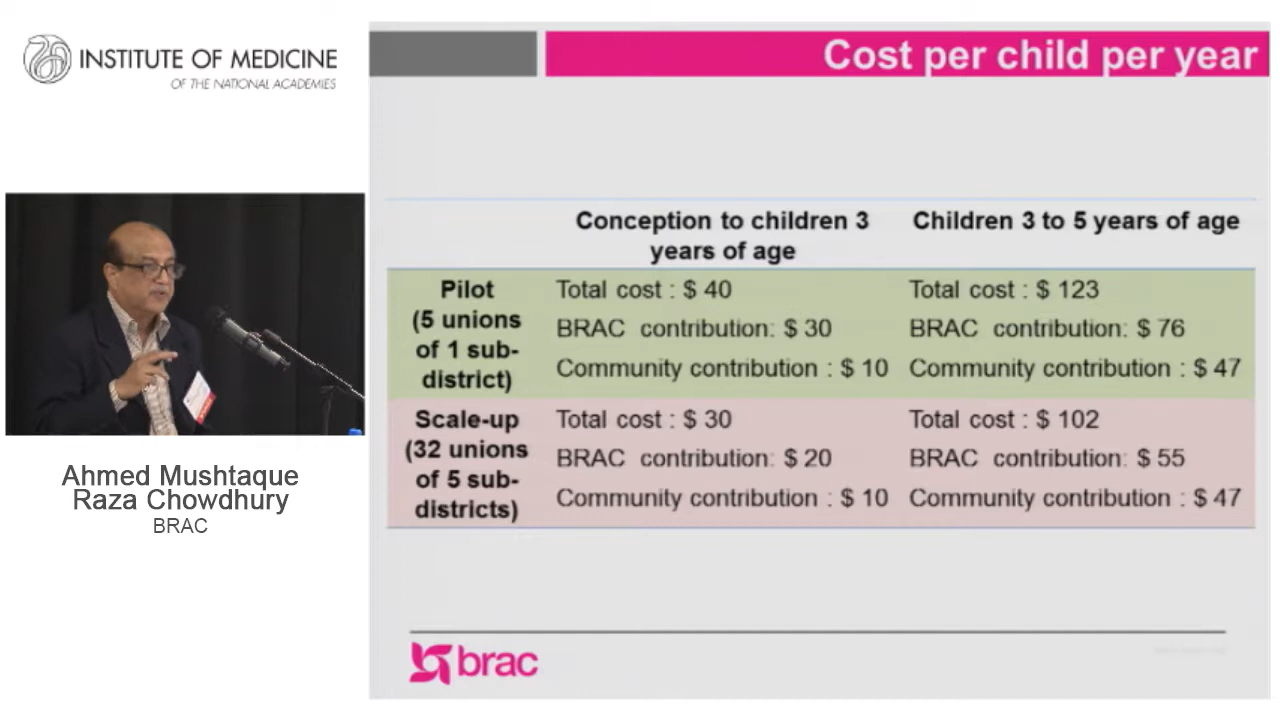 INSTITUTE OF MEDICINE
OF THE NATIONAL ACADEMIES
Ahmed Mushtaque
Raza Chowdhury
BRAC
Cost per child per year
Conception to children 3
years of age
Children 3 to 5 years of age
Pilot
(5 unions
of 1 sub-
district)
Total cost : $ 40
BRAC contribution: $ 30
Community contribution : $ 10
Total cost : $ 123
BRAC contribution: $ 76
Community contribution : $ 47
Scale-up
(32 unions
of 5 sub-
districts)
Total cost : $ 30
BRAC contribution: $ 20
Community contribution : $ 10
Total cost : $ 102
BRAC contribution: $ 55
Community contribution : $ 47
brac